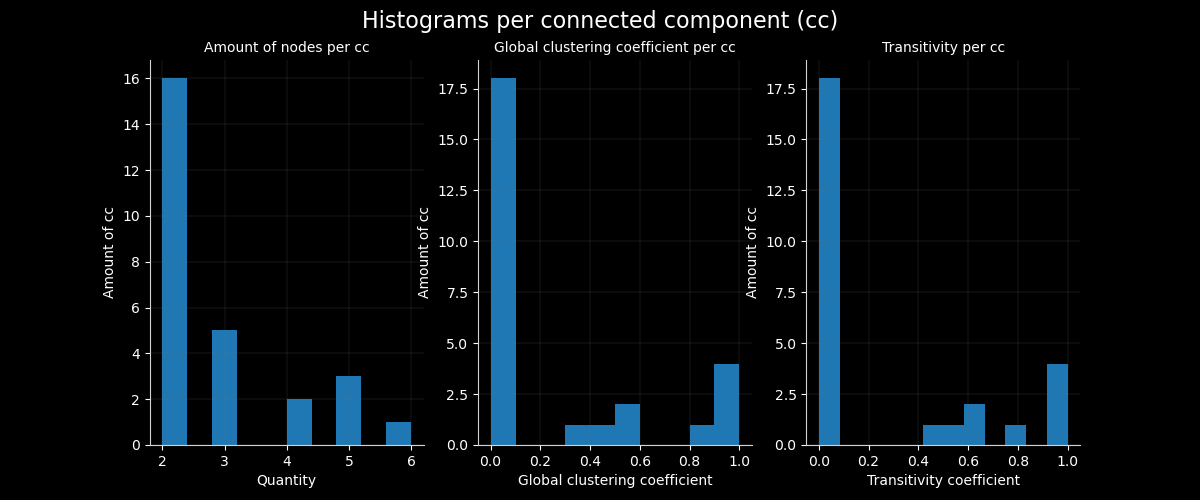 Histograms per connected component (cc)
Amount of nodes per cc
Amount of cc
16
14
12
10
8
6
4
2
0
2 3 4 5 6
Quantity
Global clustering coefficient per cc
Amount of cc
17.5
15.0
12.5
10.0
7.5
5.0
2.5
0.0
0.0 0.2 0.4 0.6 0.8 1.0
Global clustering coefficient
Transitivity per cc
Amount of cc
17.5
15.0
12.5
10.0
7.5
5.0
2.5
0.0
0.0 0.2 0.4 0.6 0.8 1.0
Transitivity coefficient